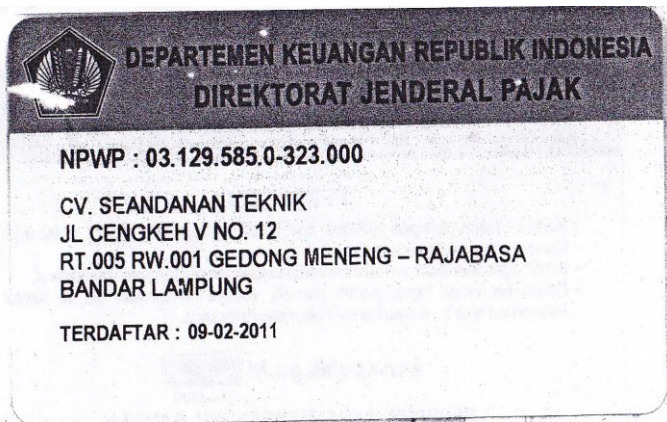 DEPARTEMEN KEUANGAN REPUBLIK INDONESIA
DIREKTORAT JENDERAL PAJAK
NPWP : 03.129.585.0-323.000
CV. SEANDANAN TEKNIK
JL CENGKEH V NO. 12
RT.005 RW.001 GEDONG MENENG – RAJABASA
BANDAR LAMPUNG
TERDAFTAR : 09-02-2011